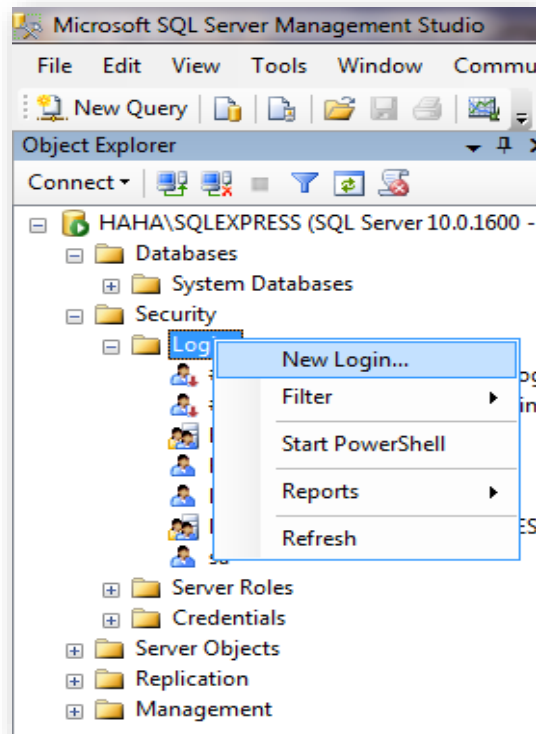 Microsoft SQL Server Management Studio
File Edit View Tools Window Commu
New Query
Object Explorer
Connect
HAHA\SQLEXPRESS (SQL Server 10.0.1600 -
Databases
System Databases
Security
Log
New Login...
Filter
Start PowerShell
Reports
Refresh
sa
Server Roles
Credentials
Server Objects
Replication
Management